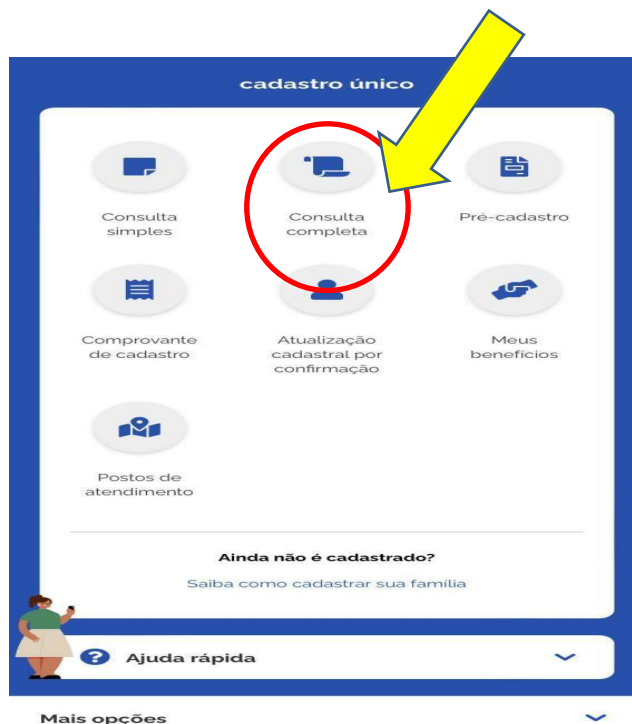 cadastro único
Consulta
simples
Consulta
completa
Pré-cadastro
Comprovante
de cadastro
Atualização
cadastral por
confirmação
Meus
benefícios
Postos de
atendimento
Ainda não é cadastrado?
Saiba como cadastrar sua família
Ajuda rápida
Mais opções